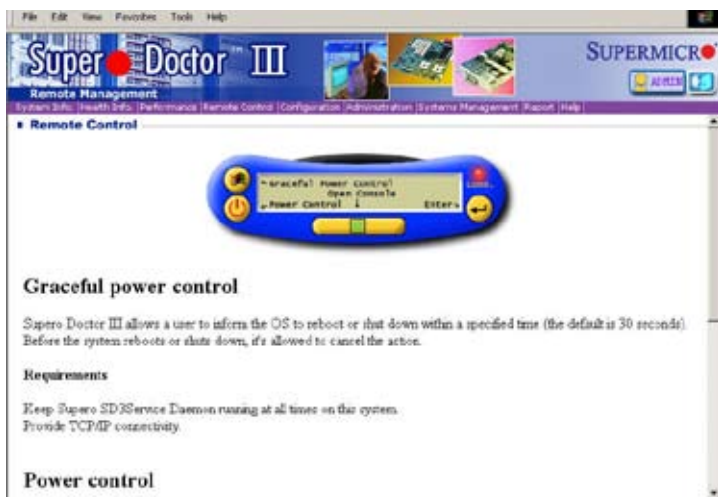 File Edit View Favorites Tools Help
Super Doctor™ III
SUPERMICRO
Remote Management
ADMIN
System Info. |Health Info. |Performance |Remote Control |Configuration |Administration |Systems Management |Report |Help|
Remote Control
Graceful Power Control
Open Console
Power Control
Enter
Graceful power control
Supero Doctor III allows a user to inform the OS to reboot or shut down within a specified time (the default is 30 seconds).
Before the system reboots or shuts down, it's allowed to cancel the action.
Requirements
Keep Supero SD3Service Daemon running at all times on this system.
Provide TCP/IP connectivity.
Power control